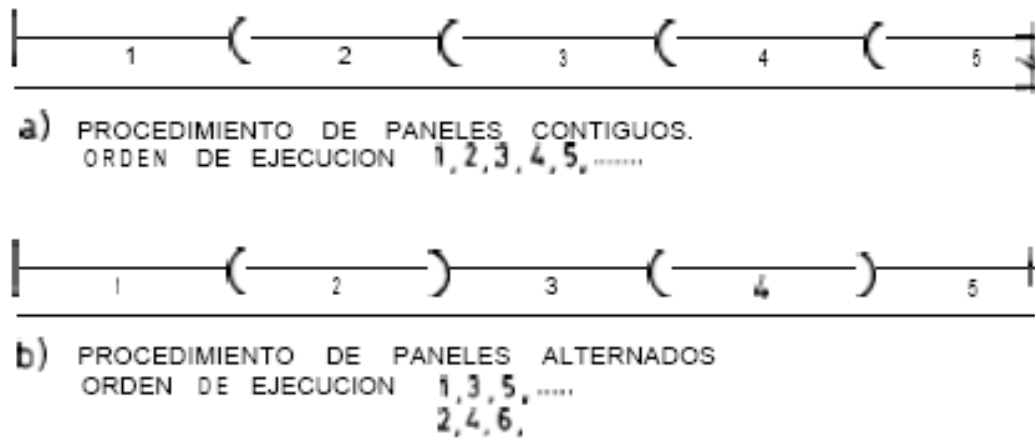 1 2 3 4 5
a) PROCEDIMIENTO DE PANELES CONTIGUOS.
ORDEN DE EJECUCION 1,2,3,4,5,.......
1 2 3 4 5
b) PROCEDIMIENTO DE PANELES ALTERNADOS
ORDEN DE EJECUCION 1,3,5,.....
2,4,6,